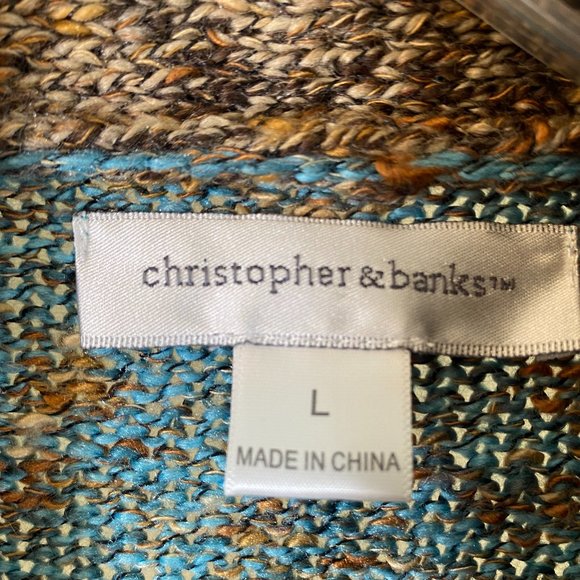 christopher & banks™
L
MADE IN CHINA